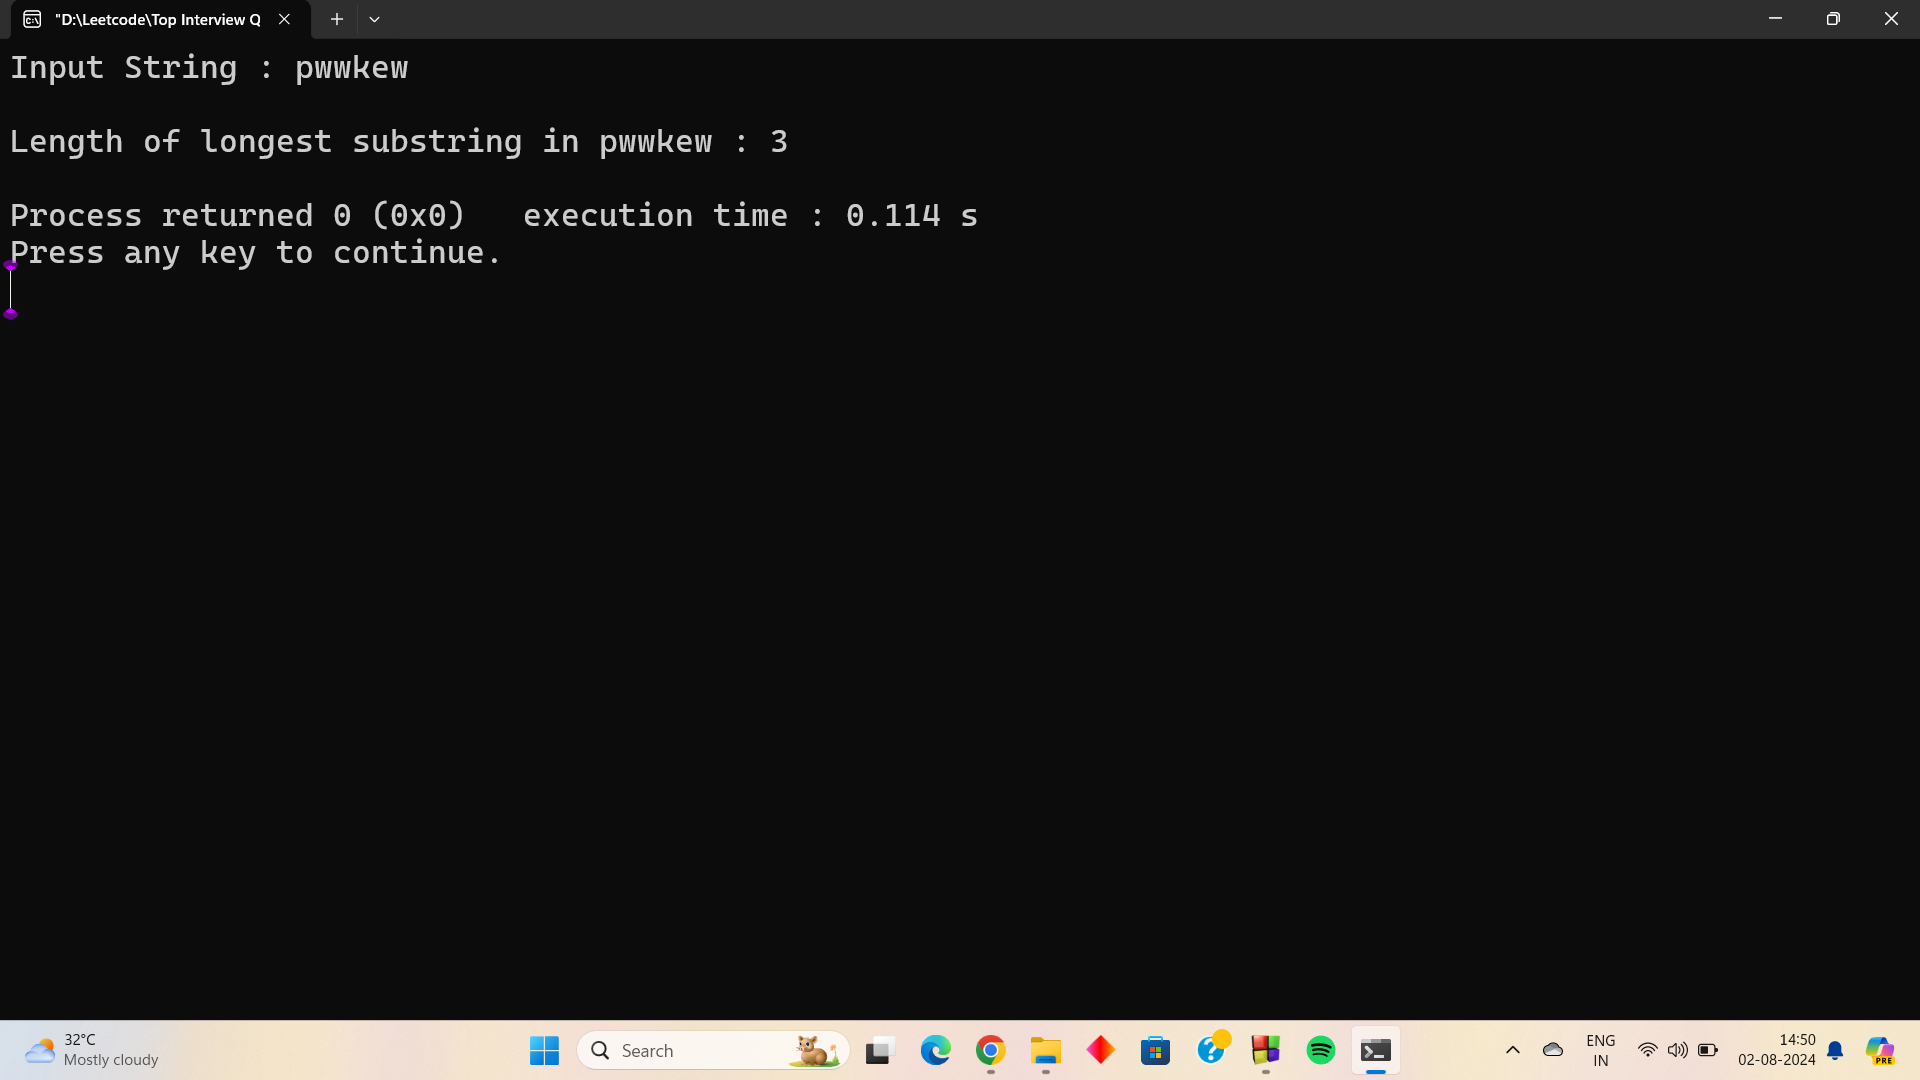 "D:\Leetcode\Top Interview Q
Input String : pwwkew
Length of longest substring in pwwkew : 3
Process returned 0 (0x0)   execution time : 0.114 s
Press any key to continue.
32°C
Mostly cloudy
Search
ENG
IN
14:50
02-08-2024
PRE